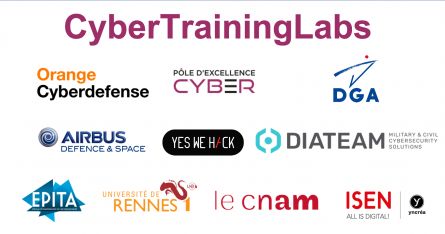 CyberTrainingLabs
Orange
Cyberdefense
PÔLE D'EXCELLENCE
CYBER
DGA
AIRBUS
DEFENCE & SPACE
YES WE H/CK
DIATEAM
MILITARY & CIVIL
CYBERSECURITY
SOLUTIONS
EPITA
UNIVERSITÉ DE
RENNES 1
le cnam
ISEN
ALL IS DIGITAL!
yncréa